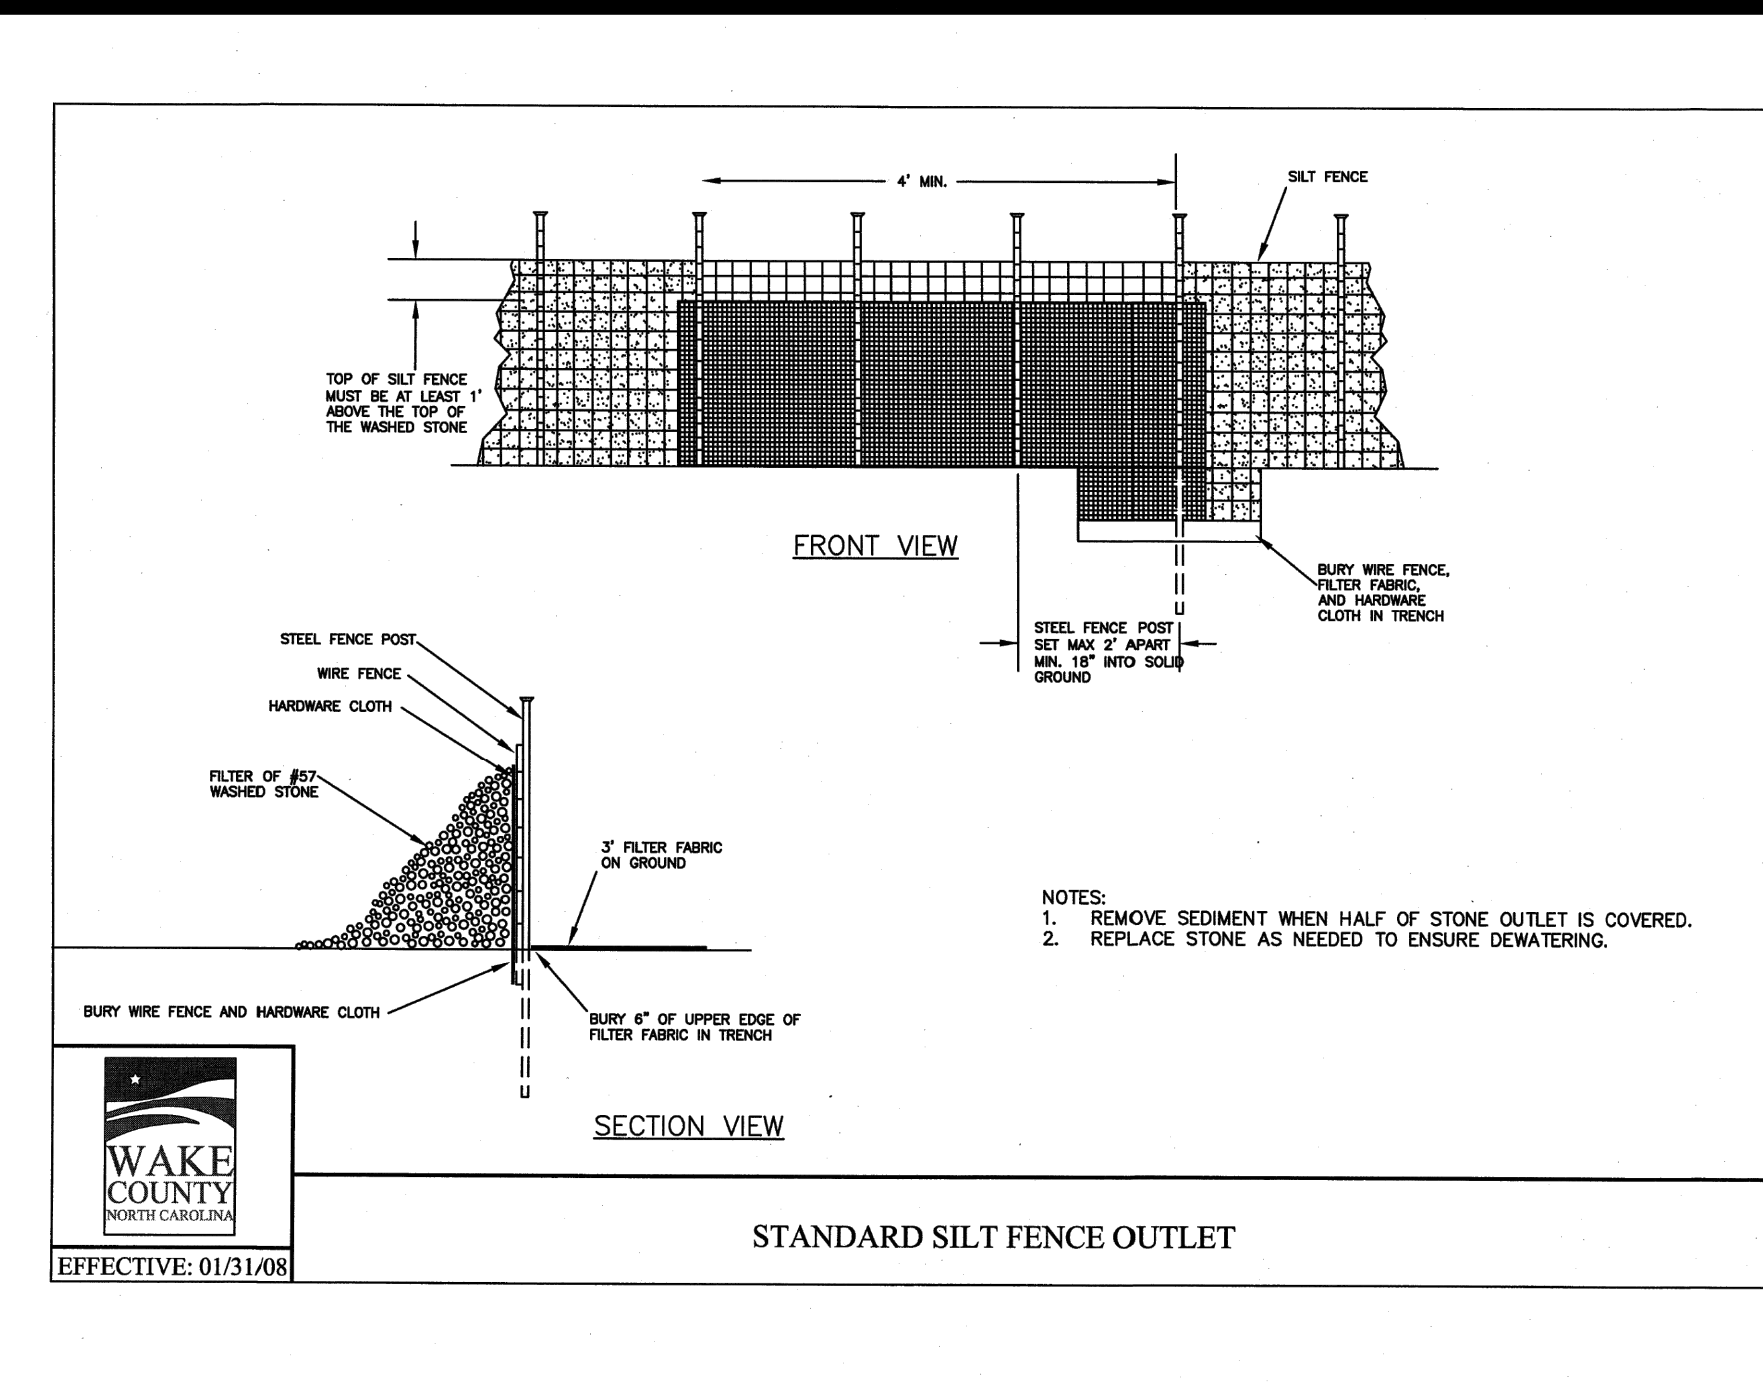 4' MIN.
SILT FENCE
TOP OF SILT FENCE
MUST BE AT LEAST 1'
ABOVE THE TOP OF
THE WASHED STONE
FRONT VIEW
BURY WIRE FENCE,
FILTER FABRIC,
AND HARDWARE
CLOTH IN TRENCH
STEEL FENCE POST
SET MAX 2' APART
MIN. 18" INTO SOLID
GROUND
STEEL FENCE POST
WIRE FENCE
HARDWARE CLOTH
FILTER OF #57
WASHED STONE
3' FILTER FABRIC
ON GROUND
BURY WIRE FENCE AND HARDWARE CLOTH
BURY 6" OF UPPER EDGE OF
FILTER FABRIC IN TRENCH
SECTION VIEW
NOTES:
1. REMOVE SEDIMENT WHEN HALF OF STONE OUTLET IS COVERED.
2. REPLACE STONE AS NEEDED TO ENSURE DEWATERING.
WAKE
COUNTY
NORTH CAROLINA
EFFECTIVE: 01/31/08
STANDARD SILT FENCE OUTLET